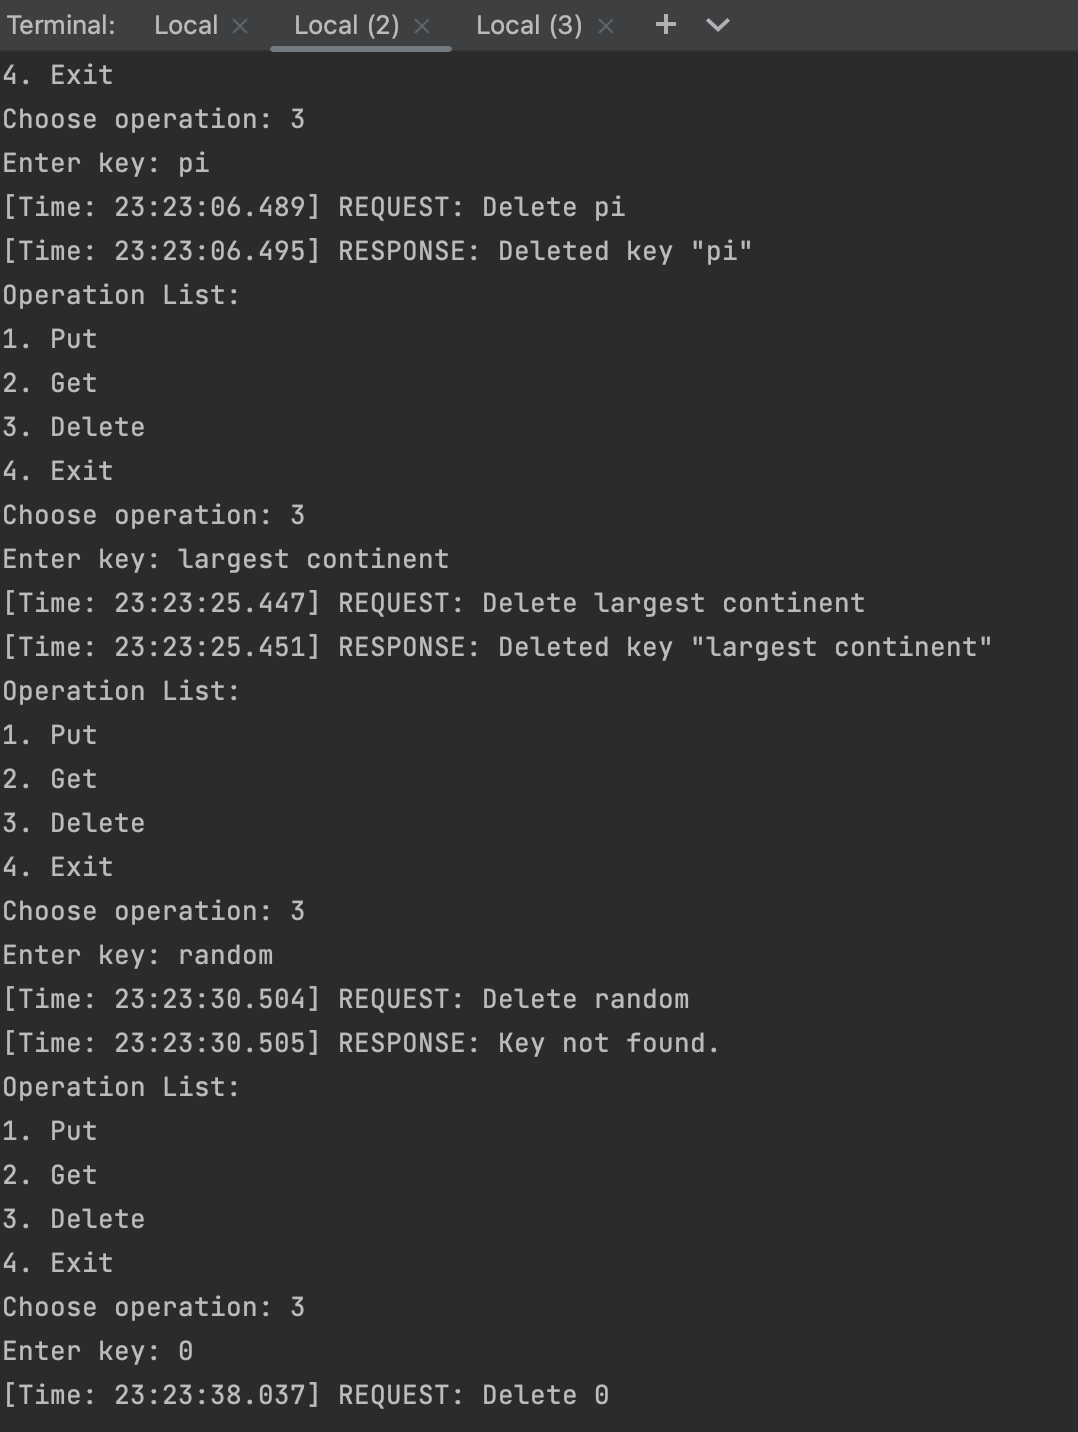 Terminal: Local Local (2) Local (3)
4. Exit
Choose operation: 3
Enter key: pi
[Time: 23:23:06.489] REQUEST: Delete pi
[Time: 23:23:06.495] RESPONSE: Deleted key "pi"
Operation List:
1. Put
2. Get
3. Delete
4. Exit
Choose operation: 3
Enter key: largest continent
[Time: 23:23:25.447] REQUEST: Delete largest continent
[Time: 23:23:25.451] RESPONSE: Deleted key "largest continent"
Operation List:
1. Put
2. Get
3. Delete
4. Exit
Choose operation: 3
Enter key: random
[Time: 23:23:30.504] REQUEST: Delete random
[Time: 23:23:30.505] RESPONSE: Key not found.
Operation List:
1. Put
2. Get
3. Delete
4. Exit
Choose operation: 3
Enter key: 0
[Time: 23:23:38.037] REQUEST: Delete 0